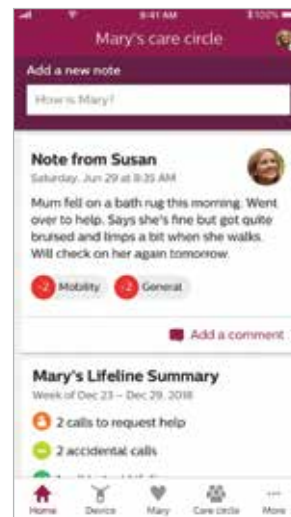 9:41 AM
100%
Mary's care circle
Add a new note
How is Mary?
Note from Susan
Saturday, Jun 29 at 8:35 AM
Mum fell on a bath rug this morning. Went
over to help. Says she's fine but got quite
bruised and limps a bit when she walks.
Will check on her again tomorrow.
-2 Mobility -2 General
Add a comment
Mary's Lifeline Summary
Week of Dec 23 – Dec 29, 2018
2 calls to request help
2 accidental calls
Home Device Mary Care circle More